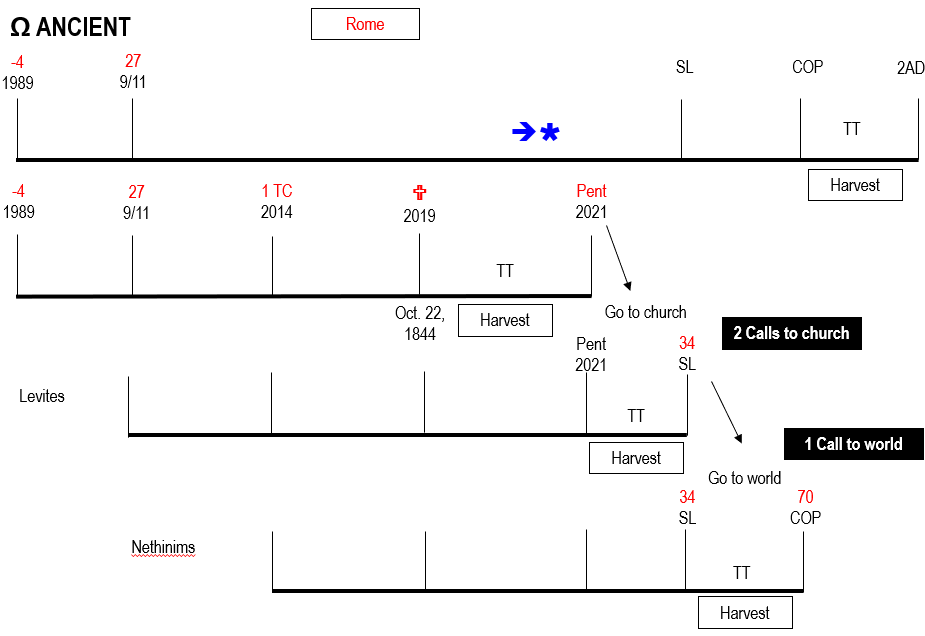 Ω ANCIENT
Rome
-4
1989
27
9/11
SL
COP
2AD
TT
Harvest
-4
1989
27
9/11
1 TC
2014
2019
Pent
2021
TT
Oct. 22,
1844
Harvest
Go to church
2 Calls to church
Levites
Pent
2021
34
SL
TT
Harvest
1 Call to world
Go to world
Nethinims
34
SL
70
COP
TT
Harvest